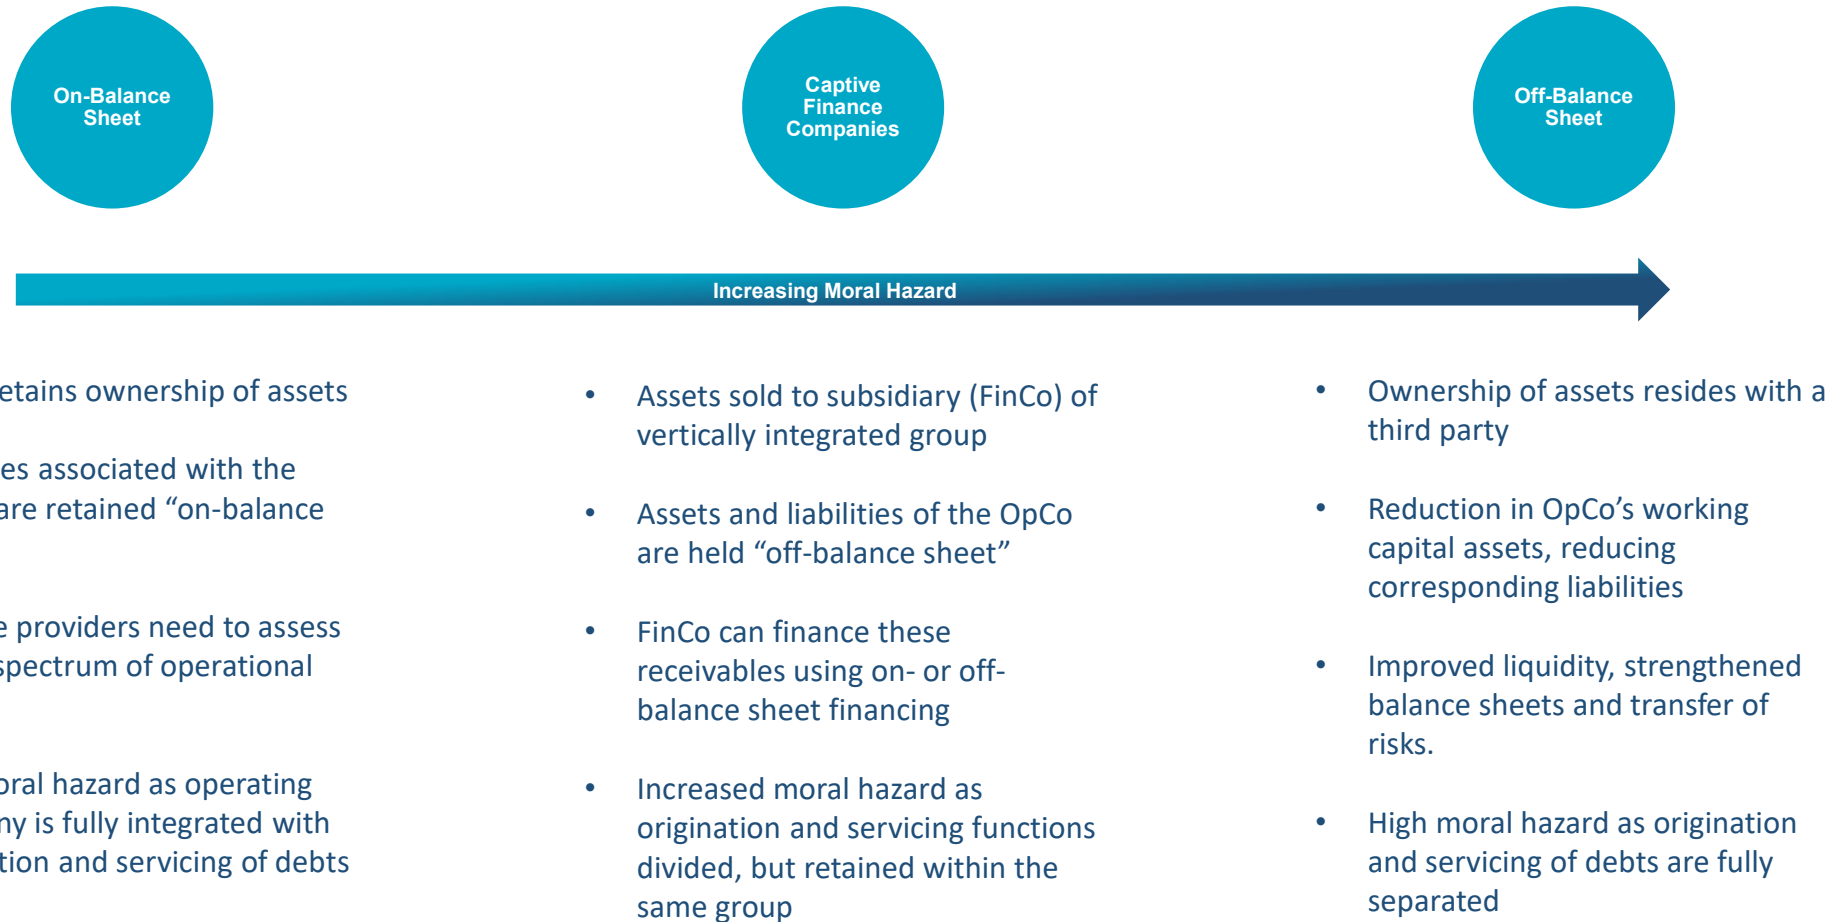 On-Balance
Sheet
Captive
Finance
Companies
Off-Balance
Sheet
Increasing Moral Hazard
etains ownership of assets
es associated with the
are retained “on-balance
e providers need to assess
spectrum of operational
oral hazard as operating
ny is fully integrated with
tion and servicing of debts
• Assets sold to subsidiary (FinCo) of
vertically integrated group
• Assets and liabilities of the OpCo
are held “off-balance sheet”
• FinCo can finance these
receivables using on- or off-
balance sheet financing
• Increased moral hazard as
origination and servicing functions
divided, but retained within the
same group
• Ownership of assets resides with a
third party
• Reduction in OpCo’s working
capital assets, reducing
corresponding liabilities
• Improved liquidity, strengthened
balance sheets and transfer of
risks.
• High moral hazard as origination
and servicing of debts are fully
separated